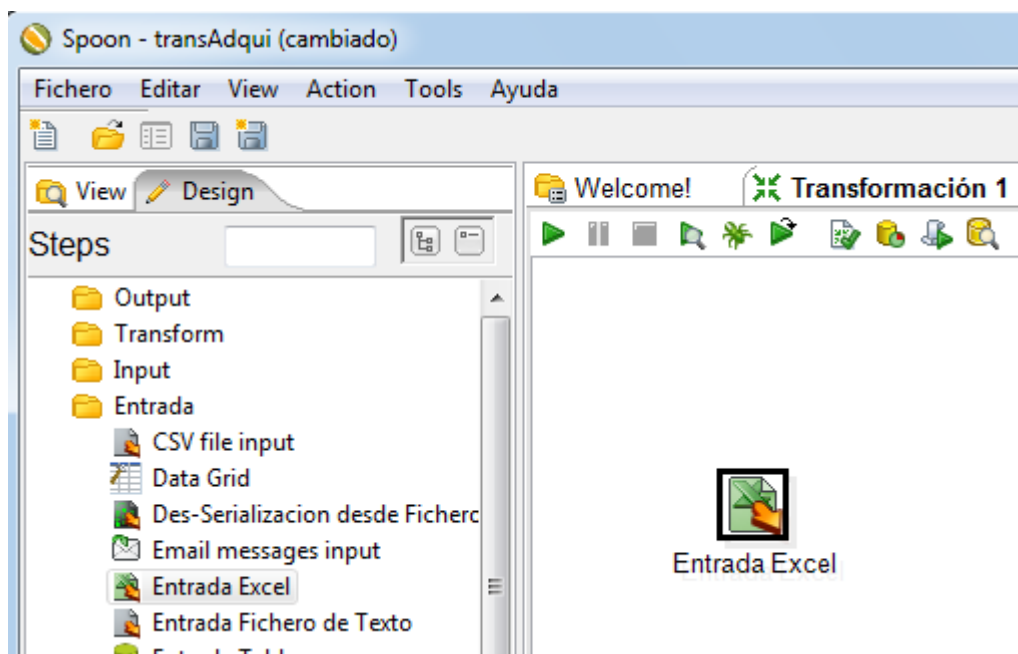 Spoon - transAdqui (cambiado)
Fichero Editar View Action Tools Ayuda
View Design
Welcome! Transformación 1
Steps
Output
Transform
Input
Entrada
CSV file input
Data Grid
Des-Serializacion desde Ficherc
Email messages input
Entrada Excel
Entrada Fichero de Texto
Entrada Excel